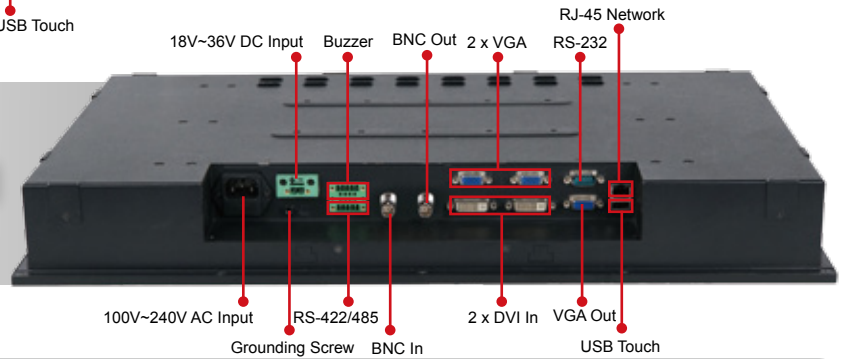 USB Touch
RJ-45 Network
18V~36V DC Input
Buzzer
BNC Out
2 x VGA
RS-232
100V~240V AC Input
RS-422/485
2 x DVI In
VGA Out
Grounding Screw
BNC In
USB Touch